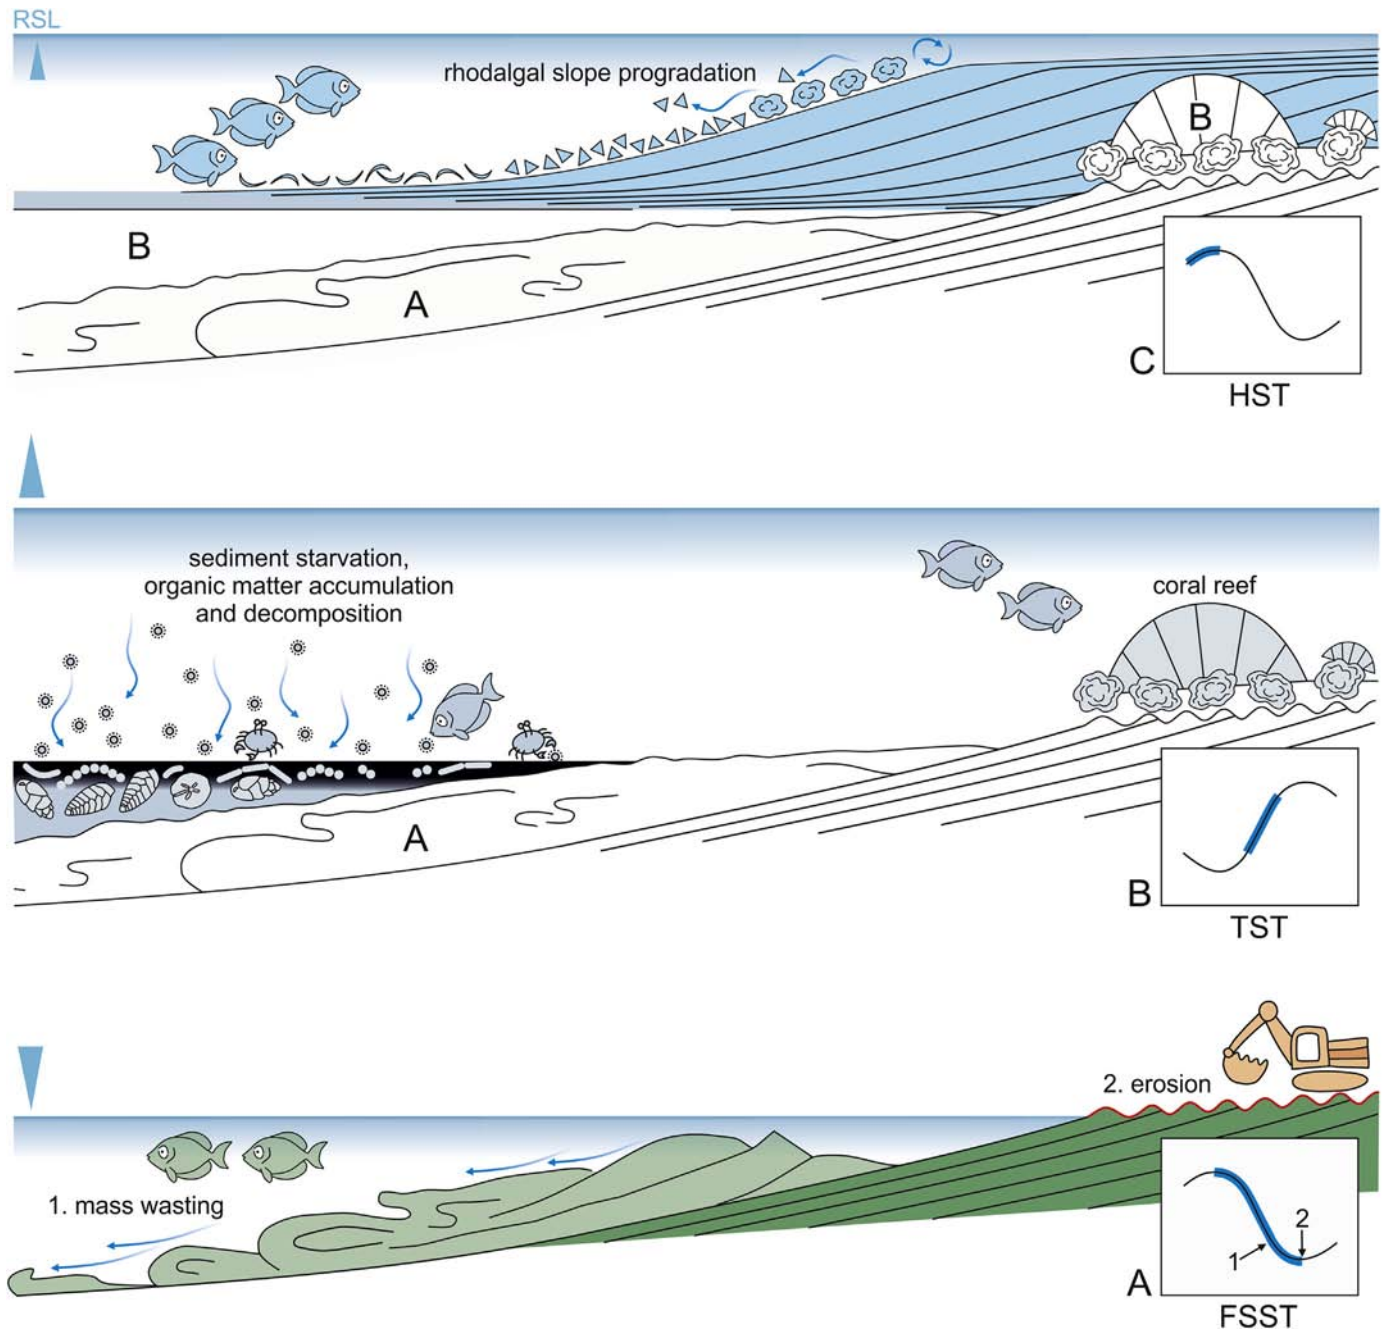 RSL
rhodalgal slope progradation
B
B
A
C
HST
sediment starvation,
organic matter accumulation
and decomposition
coral reef
A
B
TST
2. erosion
1. mass wasting
2
1
A
FSST